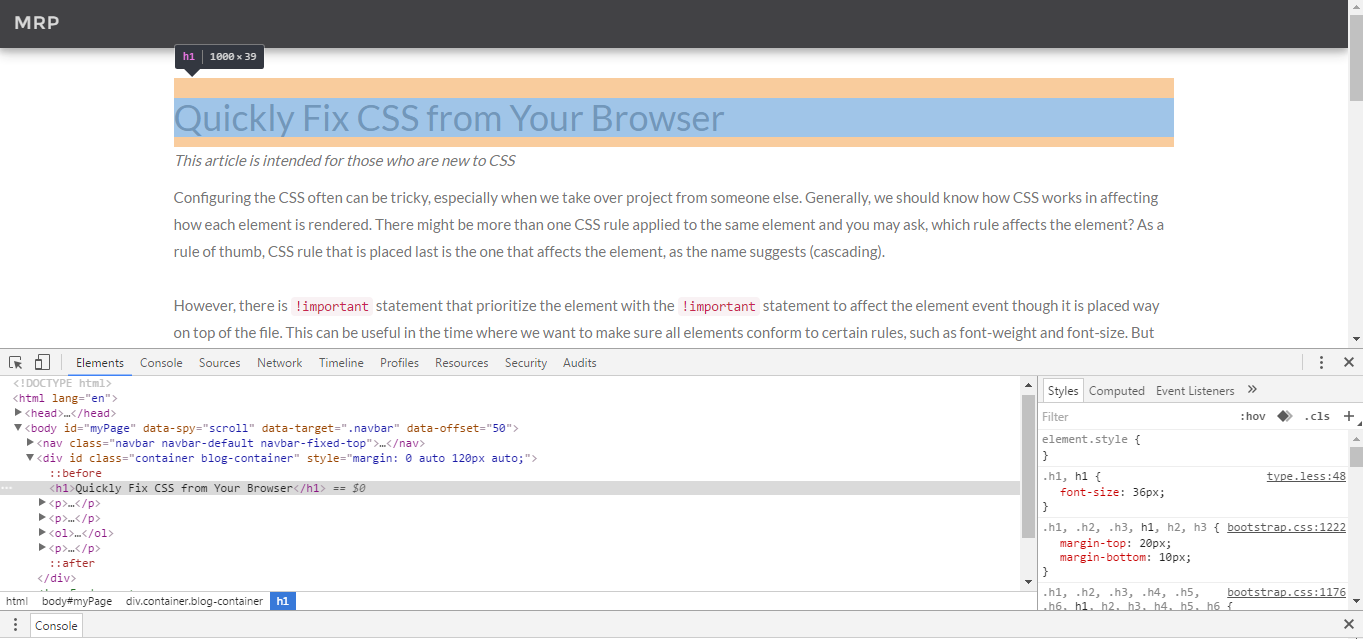 MRP
h1 1000 × 39
Quickly Fix CSS from Your Browser
This article is intended for those who are new to CSS
Configuring the CSS often can be tricky, especially when we take over project from someone else. Generally, we should know how CSS works in affecting
how each element is rendered. There might be more than one CSS rule applied to the same element and you may ask, which rule affects the element? As a
rule of thumb, CSS rule that is placed last is the one that affects the element, as the name suggests (cascading).
However, there is !important statement that prioritize the element with the !important statement to affect the element event though it is placed way
on top of the file. This can be useful in the time where we want to make sure all elements conform to certain rules, such as font-weight and font-size. But
Elements Console Sources Network Timeline Profiles Resources Security Audits
<!DOCTYPE html>
<html lang="en">
<head>…</head>
<body id="myPage" data-spy="scroll" data-target=".navbar" data-offset="50">
<nav class="navbar navbar-default navbar-fixed-top">…</nav>
<div id class="container blog-container" style="margin: 0 auto 120px auto;">
::before
<h1>Quickly Fix CSS from Your Browser</h1> == $0
<p>…</p>
<p>…</p>
<ol>…</ol>
<p>…</p>
::after
</div>
html body#myPage div.container.blog-container h1
Styles Computed Event Listeners »
Filter :hov .cls +
element.style {
}
.h1, h1 { type.less:48
font-size: 36px;
}
.h1, .h2, .h3, h1, h2, h3 { bootstrap.css:1222
margin-top: 20px;
margin-bottom: 10px;
}
.h1, .h2, .h3, .h4, .h5, bootstrap.css:1176
.h6, h1, h2, h3, h4, h5, h6 {
Console